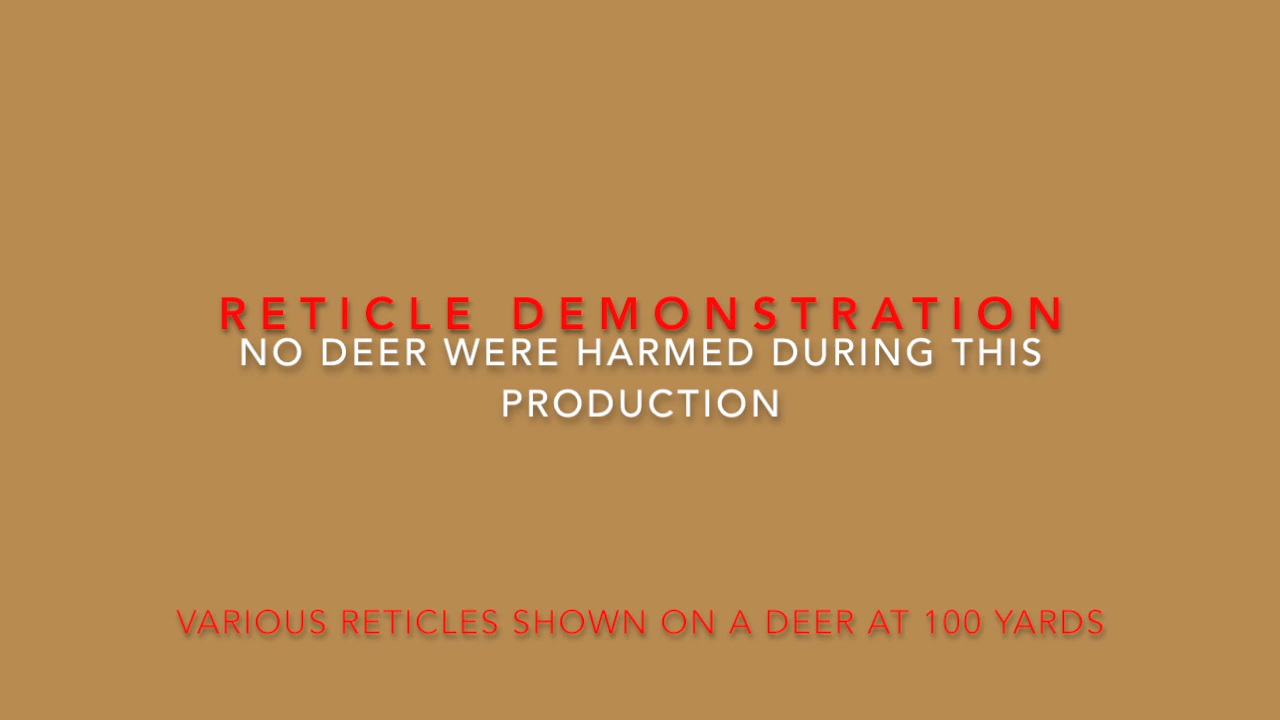 RETICLE DEMONSTRATION
NO DEER WERE HARMED DURING THIS
PRODUCTION
VARIOUS RETICLES SHOWN ON A DEER AT 100 YARDS